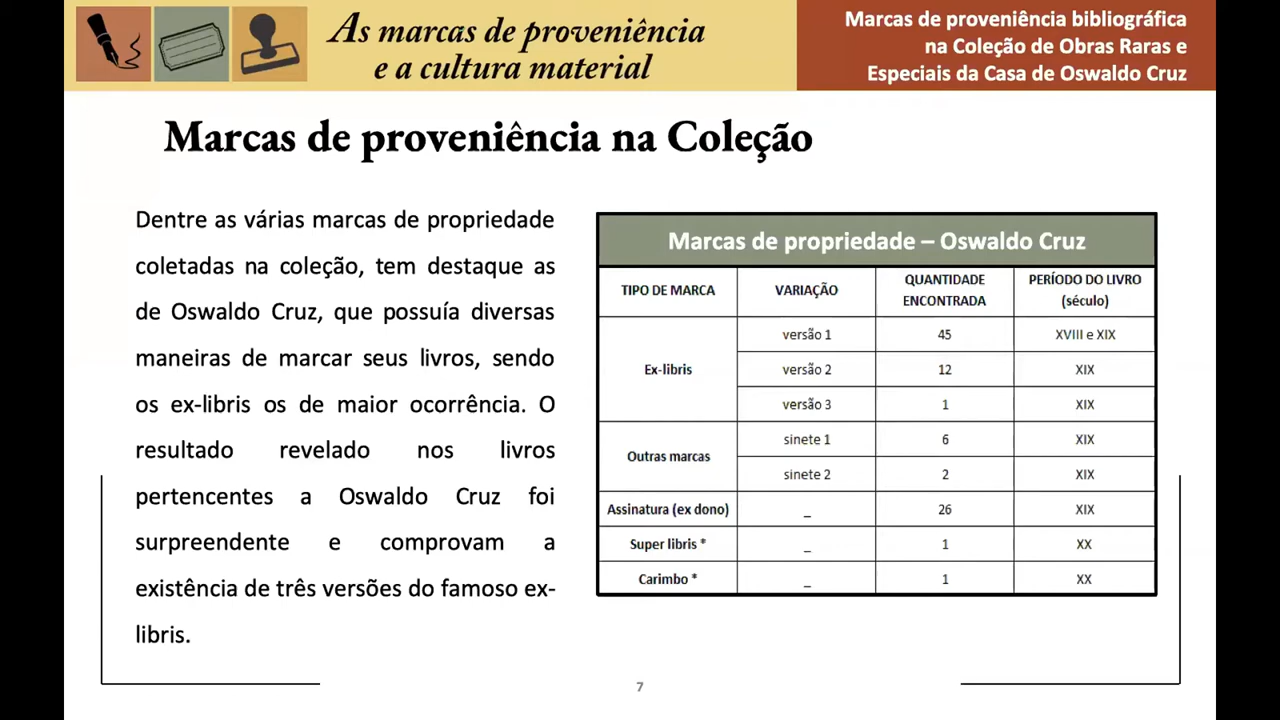 As marcas de proveniência
e a cultura material
Marcas de proveniência bibliográfica
na Coleção de Obras Raras e
Especiais da Casa de Oswaldo Cruz
Marcas de proveniência na Coleção
Dentre as várias marcas de propriedade
coletadas na coleção, tem destaque as
de Oswaldo Cruz, que possuía diversas
maneiras de marcar seus livros, sendo
os ex-libris os de maior ocorrência. O
resultado revelado nos livros
pertencentes a Oswaldo Cruz foi
surpreendente e comprovam a
existência de três versões do famoso ex-
libris.
Marcas de propriedade – Oswaldo Cruz
TIPO DE MARCA VARIAÇÃO QUANTIDADE ENCONTRADA PERÍODO DO LIVRO (século)
Ex-libris versão 1 45 XVIII e XIX
versão 2 12 XIX
versão 3 1 XIX
Outras marcas sinete 1 6 XIX
sinete 2 2 XIX
Assinatura (ex dono) _ 26 XIX
Super libris * _ 1 XX
Carimbo * _ 1 XX
7